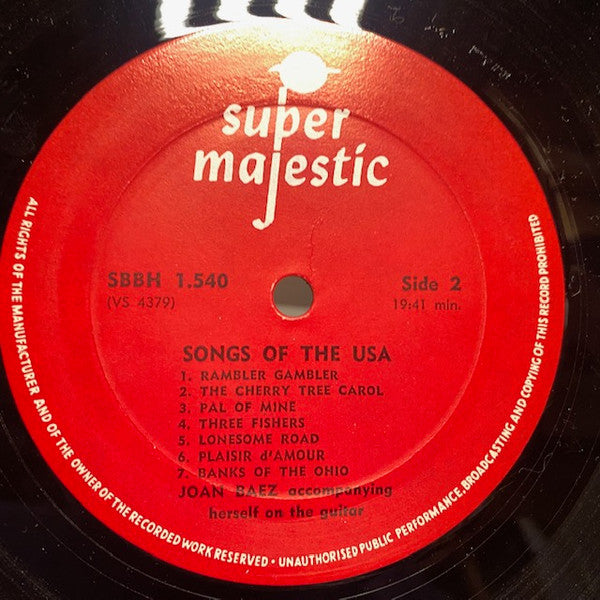 super
majestic
SBBH 1.540
(VS 4379)
Side 2
19:41 min.
SONGS OF THE USA
1. RAMBLER GAMBLER
2. THE CHERRY TREE CAROL
3. PAL OF MINE
4. THREE FISHERS
5. LONESOME ROAD
6. PLAISIR d'AMOUR
7. BANKS OF THE OHIO
JOAN BAEZ accompanying
herself on the guitar
ALL RIGHTS OF THE MANUFACTURER AND OF THE OWNER OF THE RECORDED WORK RESERVED • UNAUTHORISED PUBLIC PERFORMANCE, BROADCASTING AND COPYING OF THIS RECORD PROHIBITED